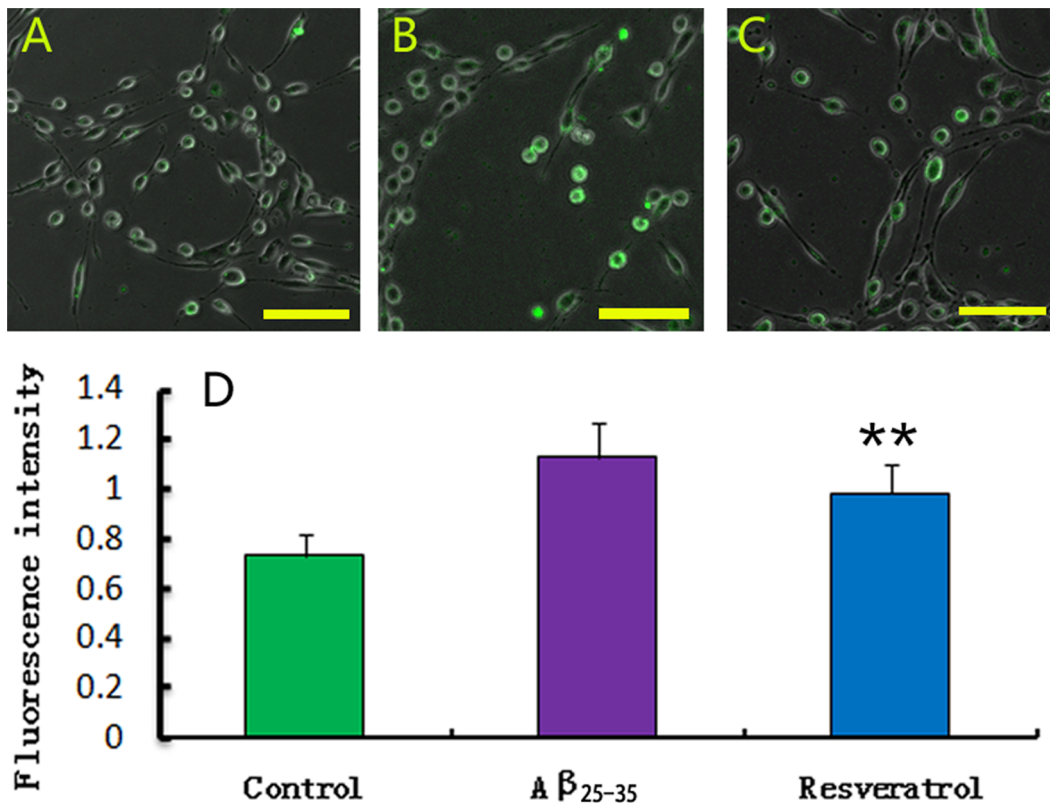 A
B
C
D
Fluorescence intensity
1.4
1.2
1
0.8
0.6
0.4
0.2
0
**
Control
A β25-35
Resveratrol